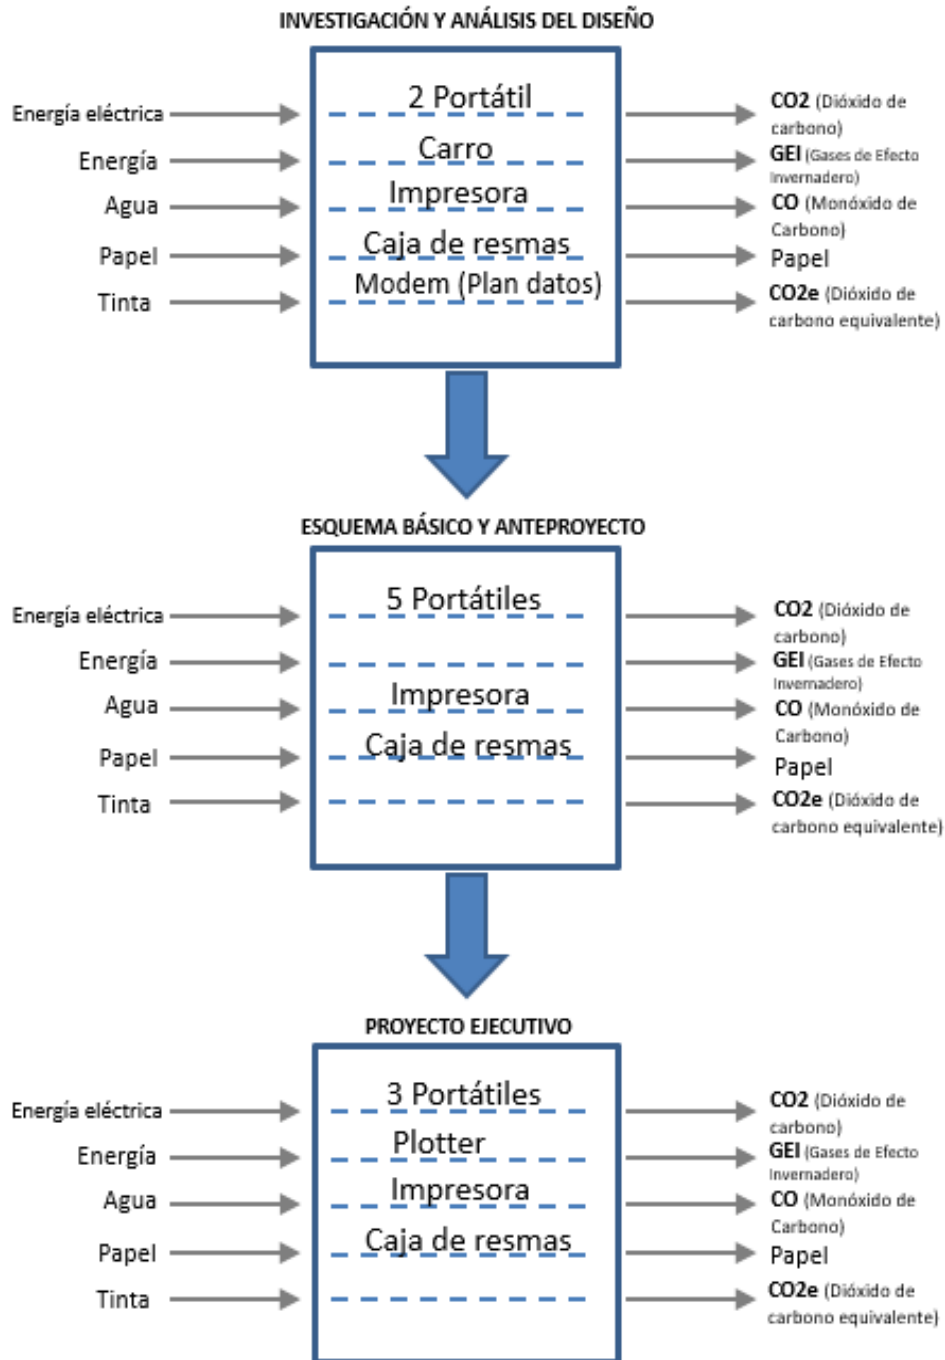 INVESTIGACIÓN Y ANÁLISIS DEL DISEÑO
Energía eléctrica
Energía
Agua
Papel
Tinta
2 Portátil
Carro
Impresora
Caja de resmas
Modem (Plan datos)
CO2 (Dióxido de
carbono)
GEI (Gases de Efecto
Invernadero)
CO (Monóxido de
Carbono)
Papel
CO2e (Dióxido de
carbono equivalente)
ESQUEMA BÁSICO Y ANTEPROYECTO
Energía eléctrica
Energía
Agua
Papel
Tinta
5 Portátiles
Impresora
Caja de resmas
CO2 (Dióxido de
carbono)
GEI (Gases de Efecto
Invernadero)
CO (Monóxido de
Carbono)
Papel
CO2e (Dióxido de
carbono equivalente)
PROYECTO EJECUTIVO
Energía eléctrica
Energía
Agua
Papel
Tinta
3 Portátiles
Plotter
Impresora
Caja de resmas
CO2 (Dióxido de
carbono)
GEI (Gases de Efecto
Invernadero)
CO (Monóxido de
Carbono)
Papel
CO2e (Dióxido de
carbono equivalente)